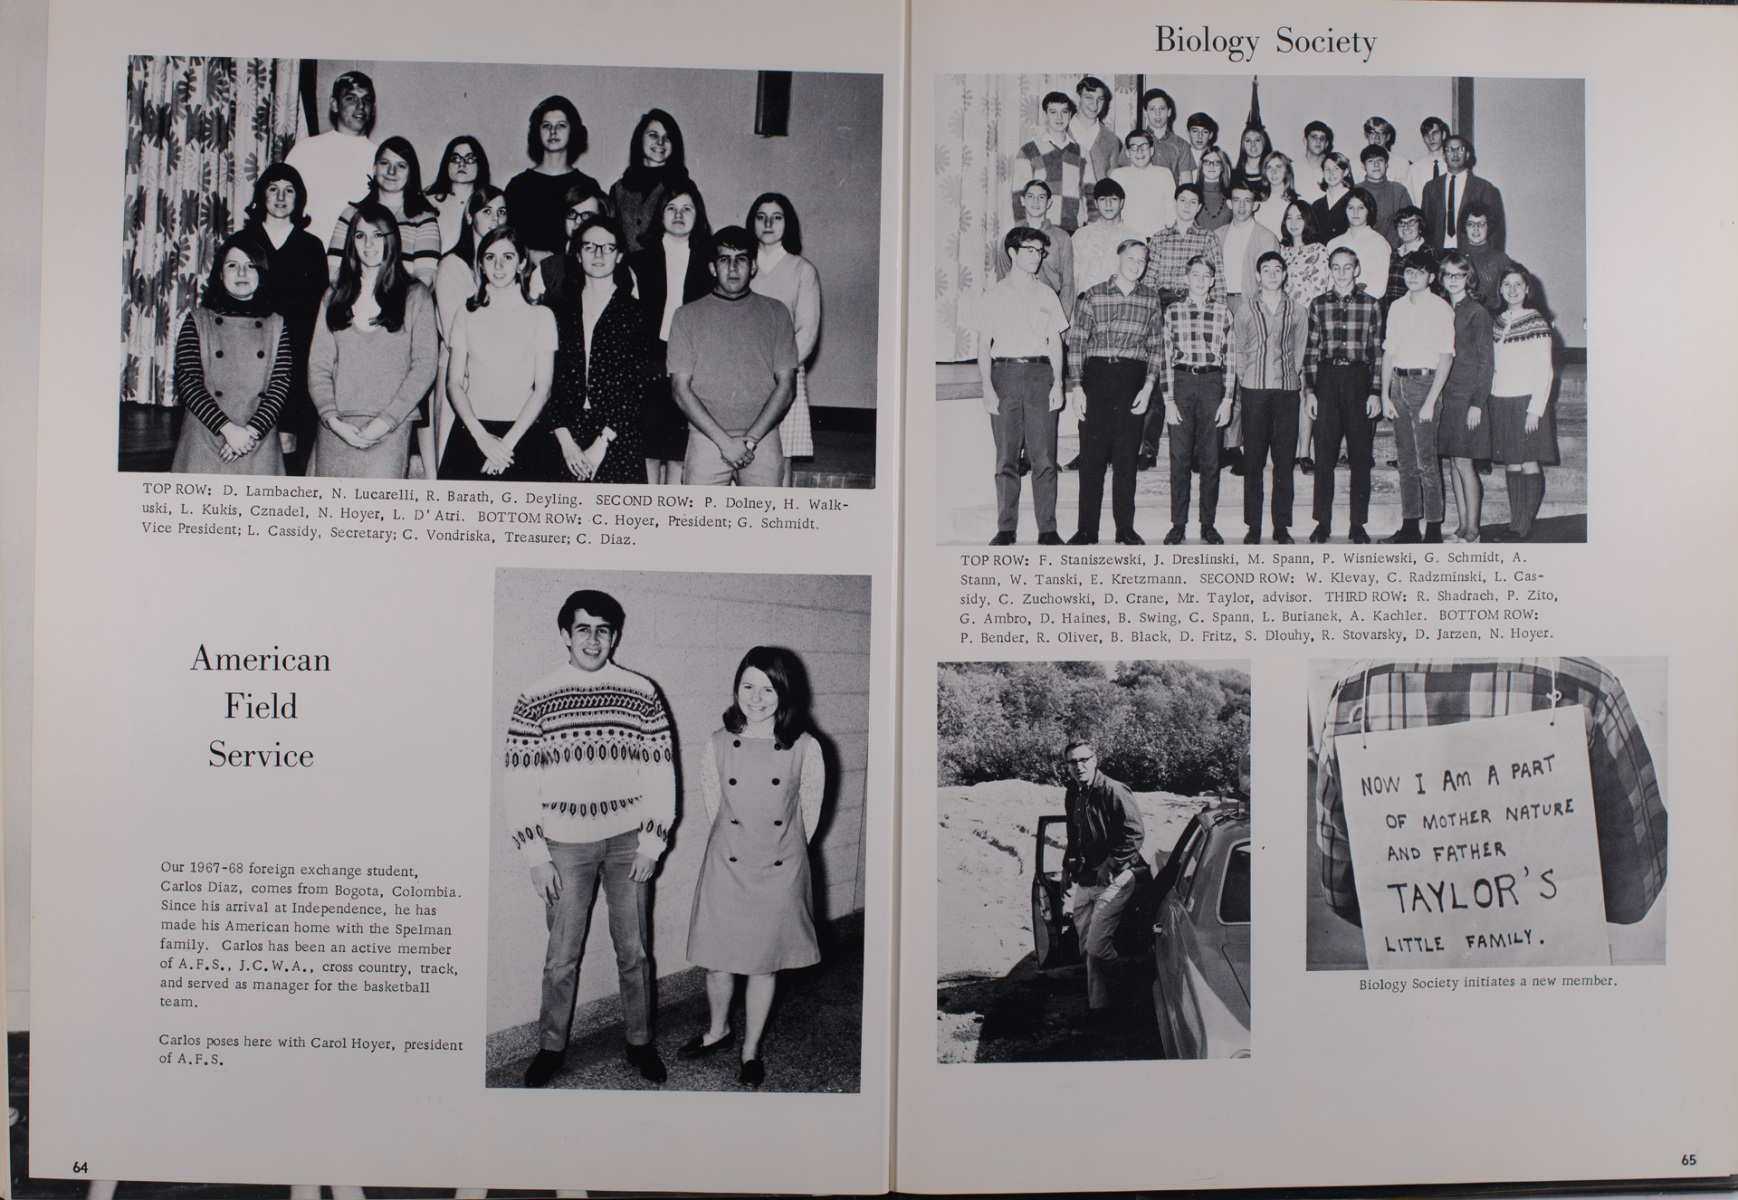 TOP ROW: D. Lambacher, N. Lucarelli, R. Barath, G. Deyling. SECOND ROW: P. Dolney, H. Walk-
uski, L. Kukis, Cznadel, N. Hoyer, L. D'Atri. BOTTOM ROW: C. Hoyer, President; G. Schmidt.
Vice President; L. Cassidy, Secretary; C. Vondriska, Treasurer; C. Diaz.
American
Field
Service
Our 1967-68 foreign exchange student,
Carlos Diaz, comes from Bogota, Colombia.
Since his arrival at Independence, he has
made his American home with the Spelman
family. Carlos has been an active member
of A.F.S., J.C.W.A., cross country, track,
and served as manager for the basketball
team.
Carlos poses here with Carol Hoyer, president
of A.F.S.
64
Biology Society
TOP ROW: F. Staniszewski, J. Dreslinski, M. Spann, P. Wisniewski, G. Schmidt, A.
Stann, W. Tanski, E. Kretzmann. SECOND ROW: W. Klevay, C. Radzminski, L. Cas-
sidy, C. Zuchowski, D. Crane, Mr. Taylor, advisor. THIRD ROW: R. Shadrach, P. Zito,
G. Ambro, D. Haines, B. Swing, C. Spann, L. Burianek, A. Kachler. BOTTOM ROW:
P. Bender, R. Oliver, B. Black, D. Fritz, S. Dlouhy, R. Stovarsky, D. Jarzen, N. Hoyer.
NOW I AM A PART
OF MOTHER NATURE
AND FATHER
TAYLOR'S
LITTLE FAMILY.
Biology Society initiates a new member.
65